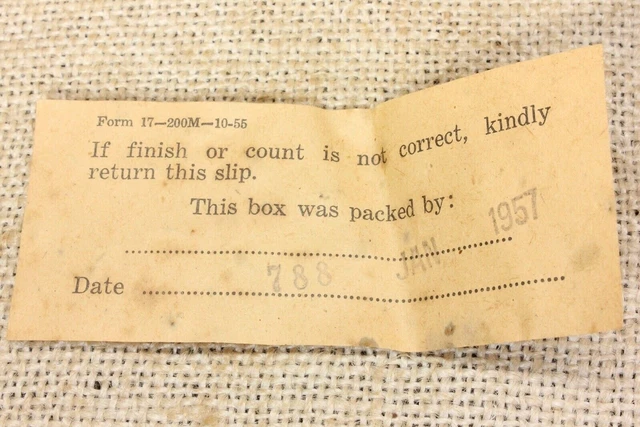 Form 17—200M—10-55
If finish or count is not correct, kindly
return this slip.
This box was packed by:
788 JAN 1957
Date